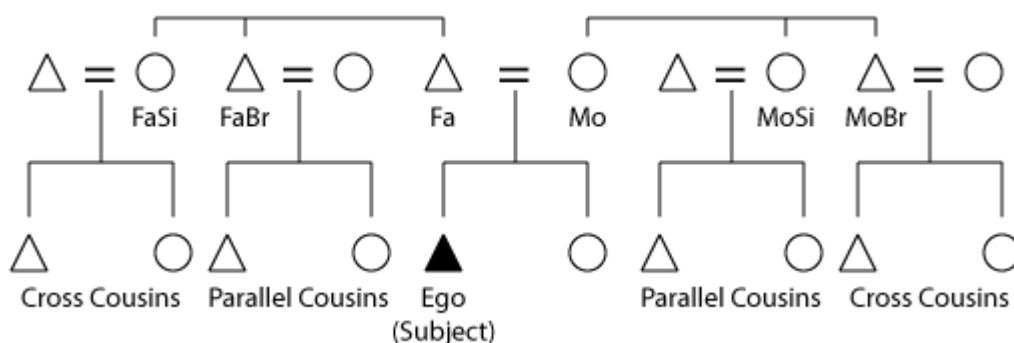 FaSi FaBr Fa Mo MoSi MoBr
Cross Cousins Parallel Cousins Ego Parallel Cousins Cross Cousins
(Subject)